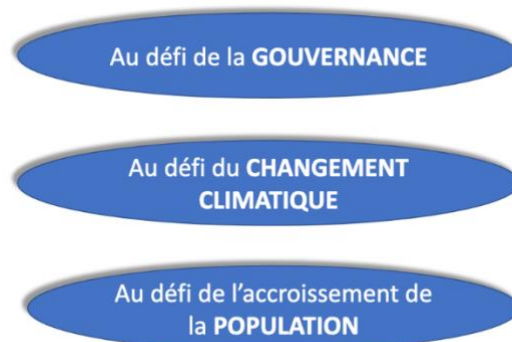 Au défi de la GOUVERNANCE
Au défi du CHANGEMENT
CLIMATIQUE
Au défi de l’accroissement de
la POPULATION